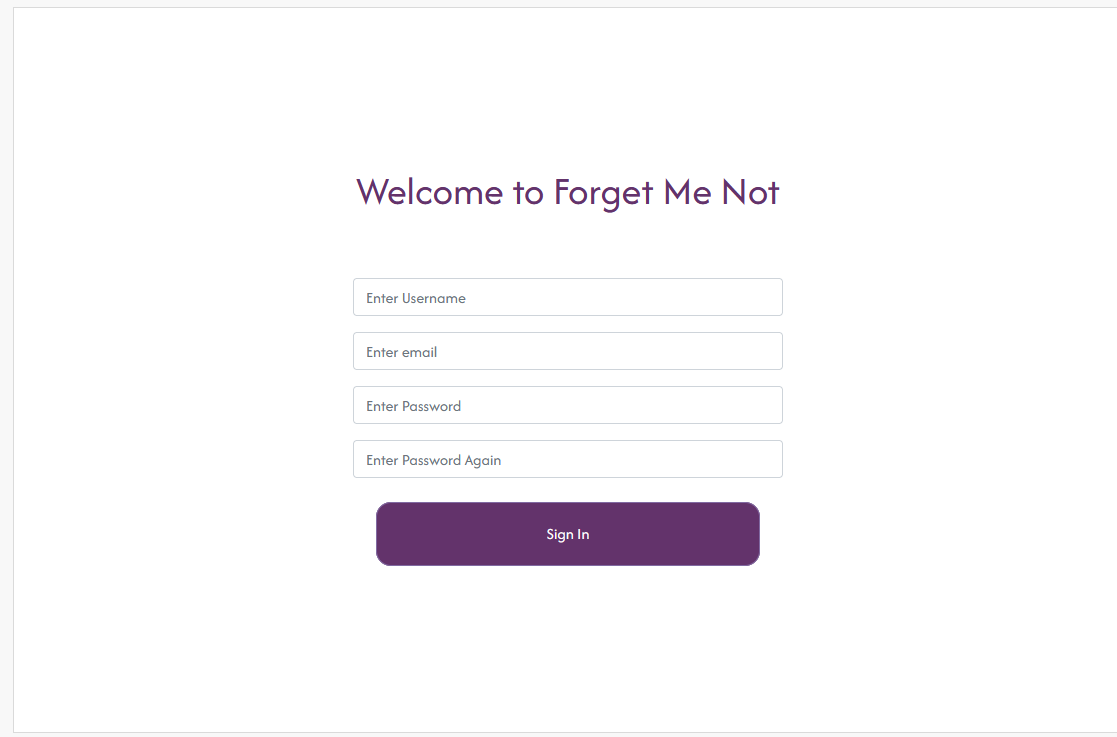 Welcome to Forget Me Not
Enter Username
Enter email
Enter Password
Enter Password Again
Sign In